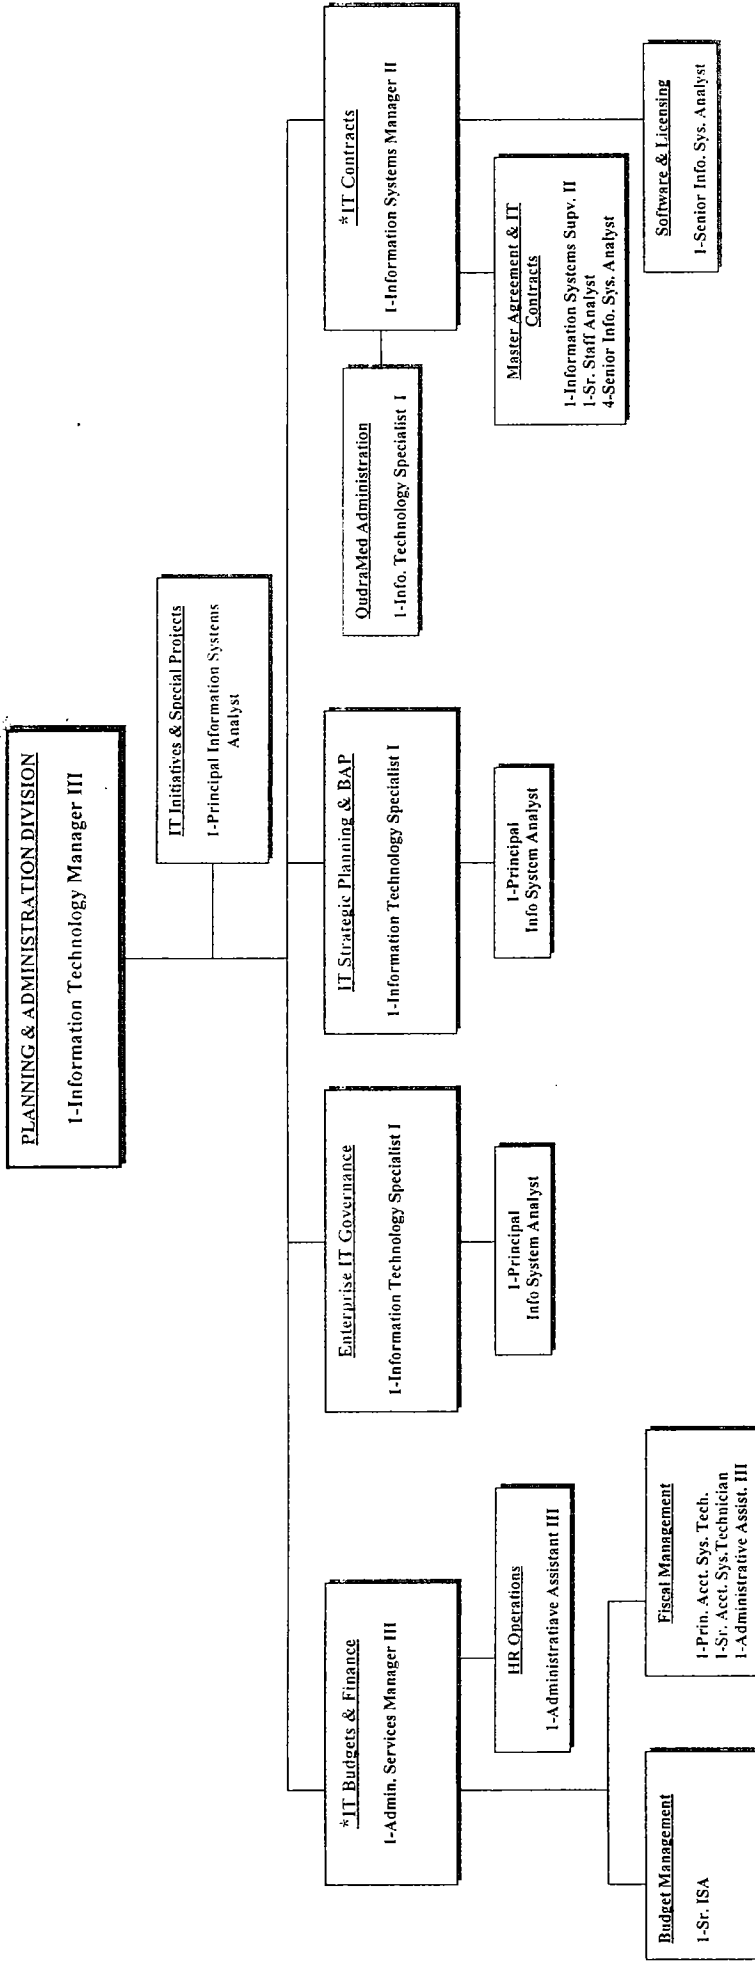 PLANNING & ADMINISTRATION DIVISION
1-Information Technology Manager III
IT Initiatives & Special Projects
1-Principal Information Systems
Analyst
*IT Budgets & Finance
1-Admin. Services Manager III
Enterprise IT Governance
1-Information Technology Specialist I
IT Strategic Planning & BAP
1-Information Technology Specialist I
*IT Contracts
1-Information Systems Manager II
QudraMed Administration
1-Info. Technology Specialist I
HR Operations
1-Administratiave Assistant III
1-Principal
Info System Analyst
1-Principal
Info System Analyst
Master Agreement & IT
Contracts
1-Information Systems Supv. II
1-Sr. Staff Analyst
4-Senior Info. Sys. Analyst
Budget Management
1-Sr. ISA
Fiscal Management
1-Prin. Acct. Sys. Tech.
1-Sr. Acct. Sys.Technician
1-Administrative Assist. III
Software & Licensing
1-Senior Info. Sys. Analyst